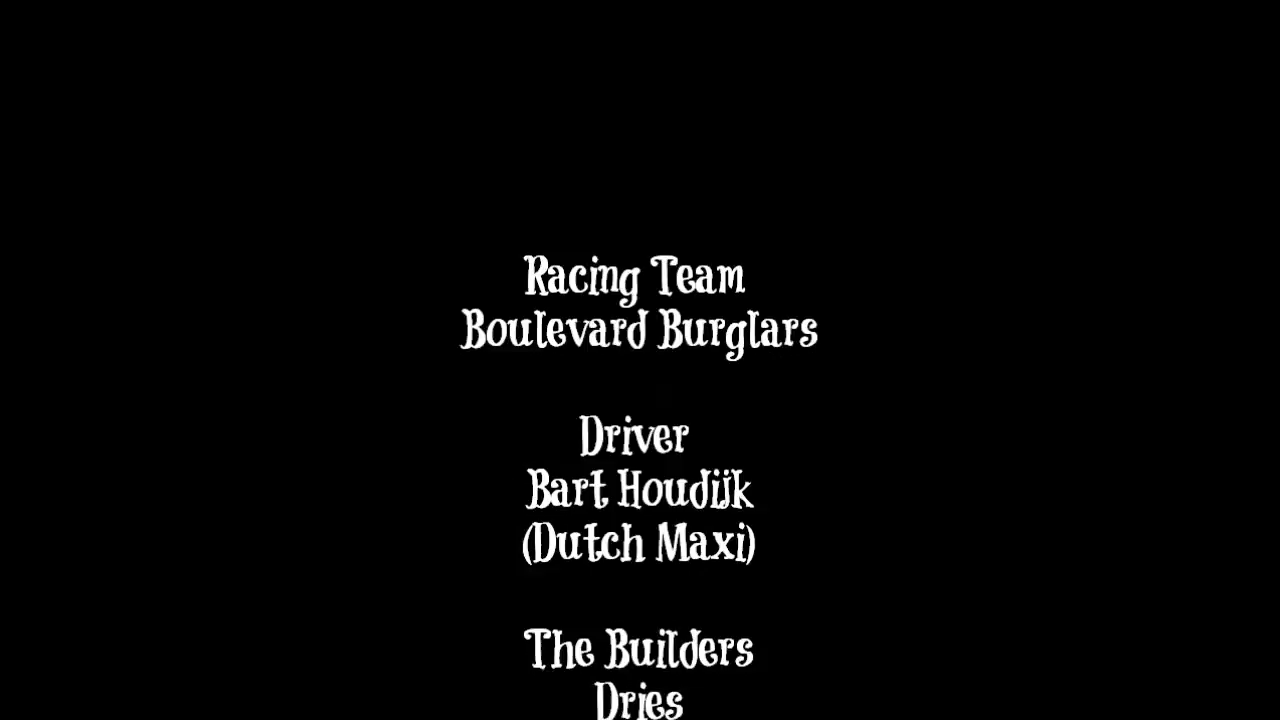 Racing Team
Boulevard Burglars
Driver
Bart Houdijk
(Dutch Maxi)
The Builders
Dries